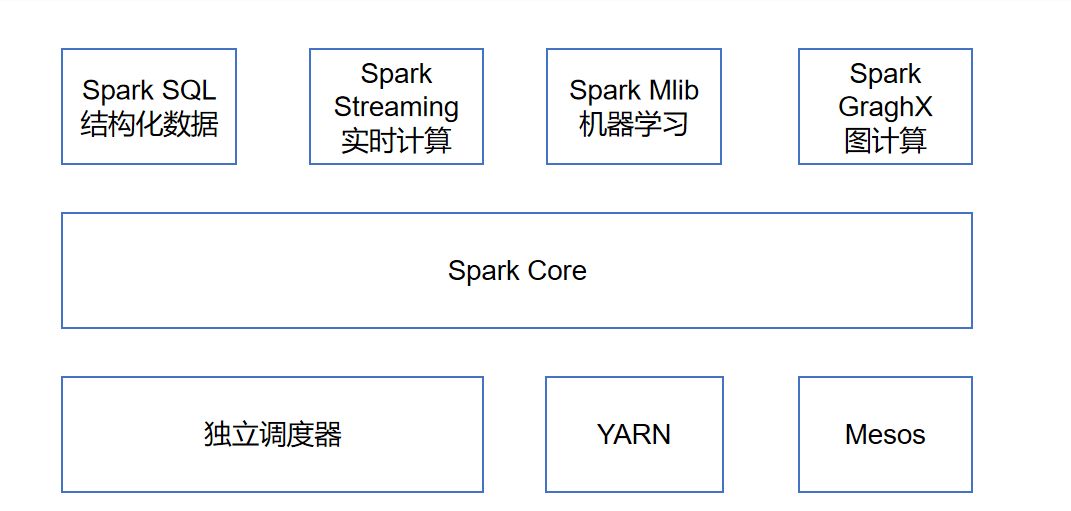 Spark SQL
结构化数据
Spark
Streaming
实时计算
Spark Mlib
机器学习
Spark
GraghX
图计算
Spark Core
独立调度器
YARN
Mesos